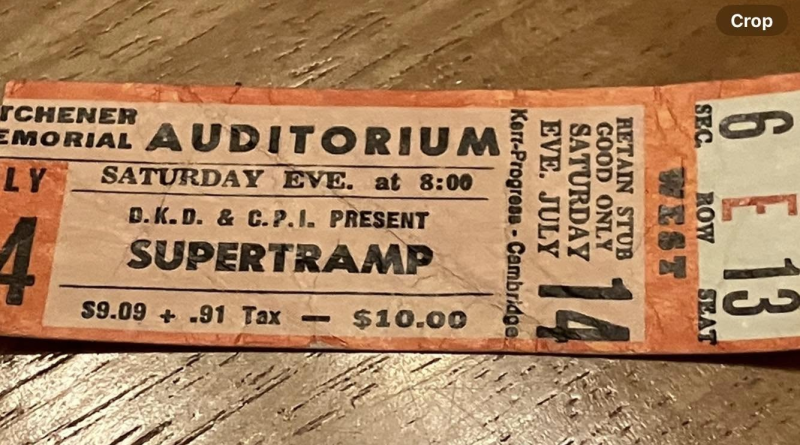 Crop
TCHENER
EMORIAL AUDITORIUM
LY
4
SATURDAY EVE. at 8:00
D.K.D. & C.P.I. PRESENT
SUPERTRAMP
$9.09 + .91 Tax — $10.00
Kerr-Progress - Cambridge
RETAIN STUB
GOOD ONLY
SATURDAY
EVE. JULY
14
WEST
SEC ROW SEAT
6 E 13